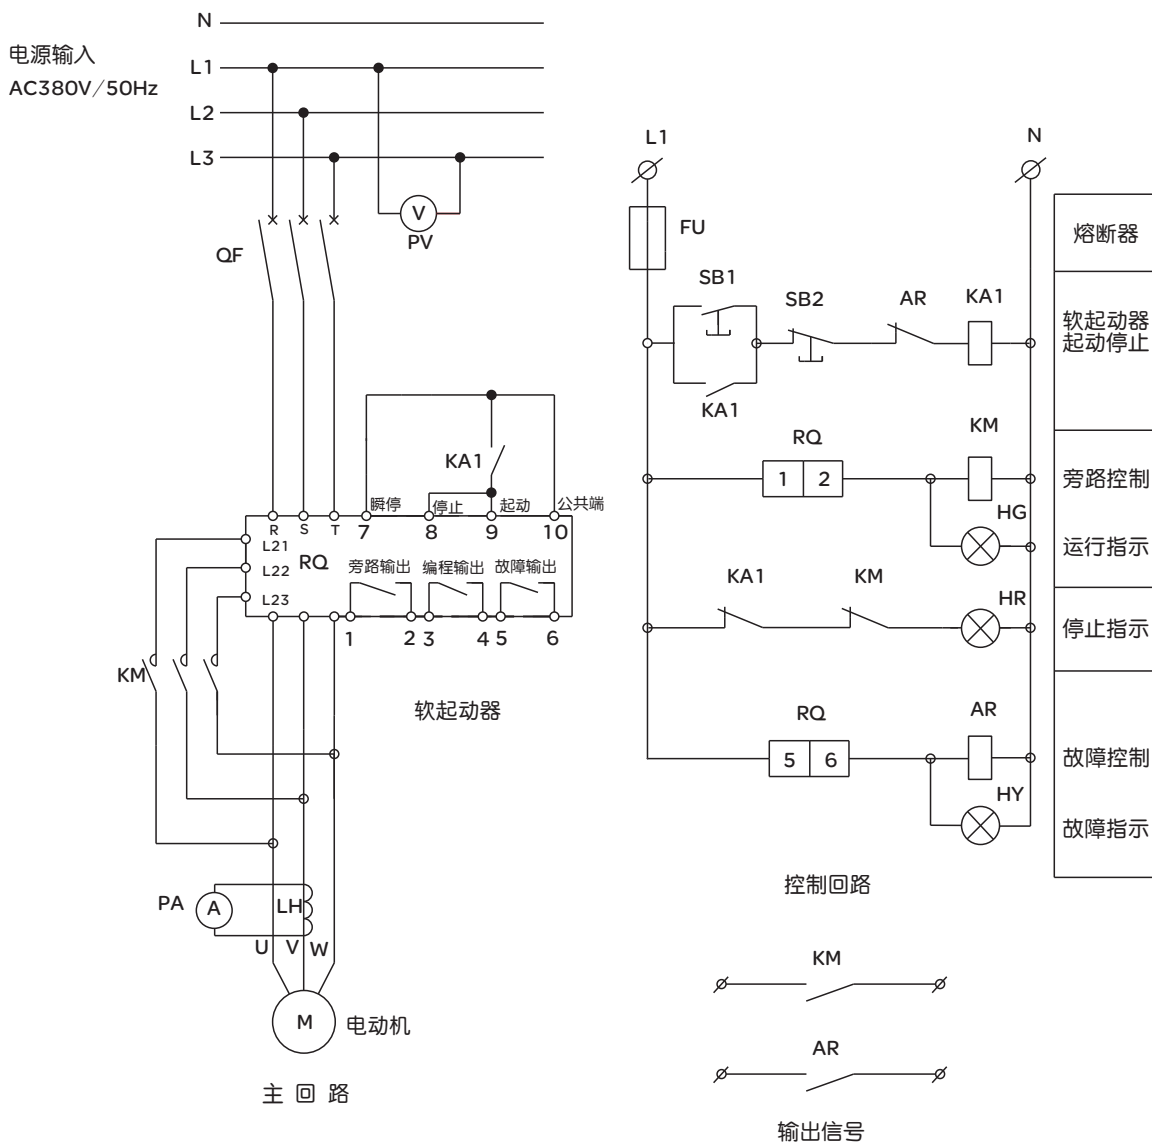 N
电源输入
L1
AC380V/50Hz
L2
L3
V
PV
QF
KA1
瞬停 停止 起动 公共端
R S T 7 8 9 10
L21
RQ
L22
旁路输出 编程输出 故障输出
L23
1 2 3 4 5 6
KM
软起动器
PA
A
LH
U V W
M
电动机
主 回 路
L1
N
FU
熔断器
SB1
SB2
AR
KA1
软起动器
起动停止
KA1
KM
RQ
1 2
旁路控制
HG
运行指示
KA1
KM
HR
停止指示
RQ
AR
5 6
故障控制
HY
故障指示
控制回路
KM
AR
输出信号